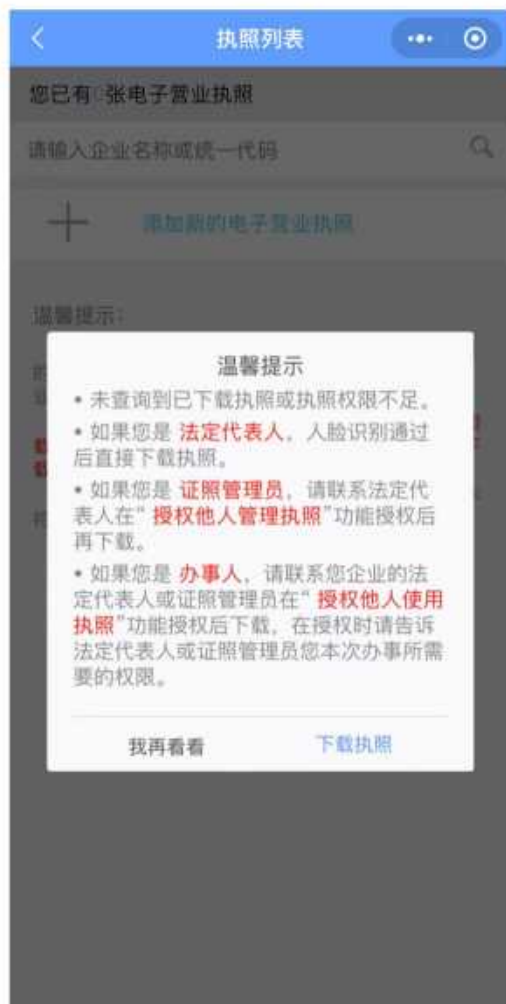 执照列表
您已有0张电子营业执照
请输入企业名称或统一代码
添加新的电子营业执照
温馨提示:
温馨提示
• 未查询到已下载执照或执照权限不足。
• 如果您是 法定代表人，人脸识别通过
后直接下载执照。
• 如果您是 证照管理员，请联系法定代
表人在“ 授权他人管理执照”功能授权后
再下载。
• 如果您是 办事人，请联系您企业的法
定代表人或证照管理员在“ 授权他人使用
执照”功能授权后下载，在授权时请告诉
法定代表人或证照管理员您本次办事所需
要的权限。
我再看看
下载执照